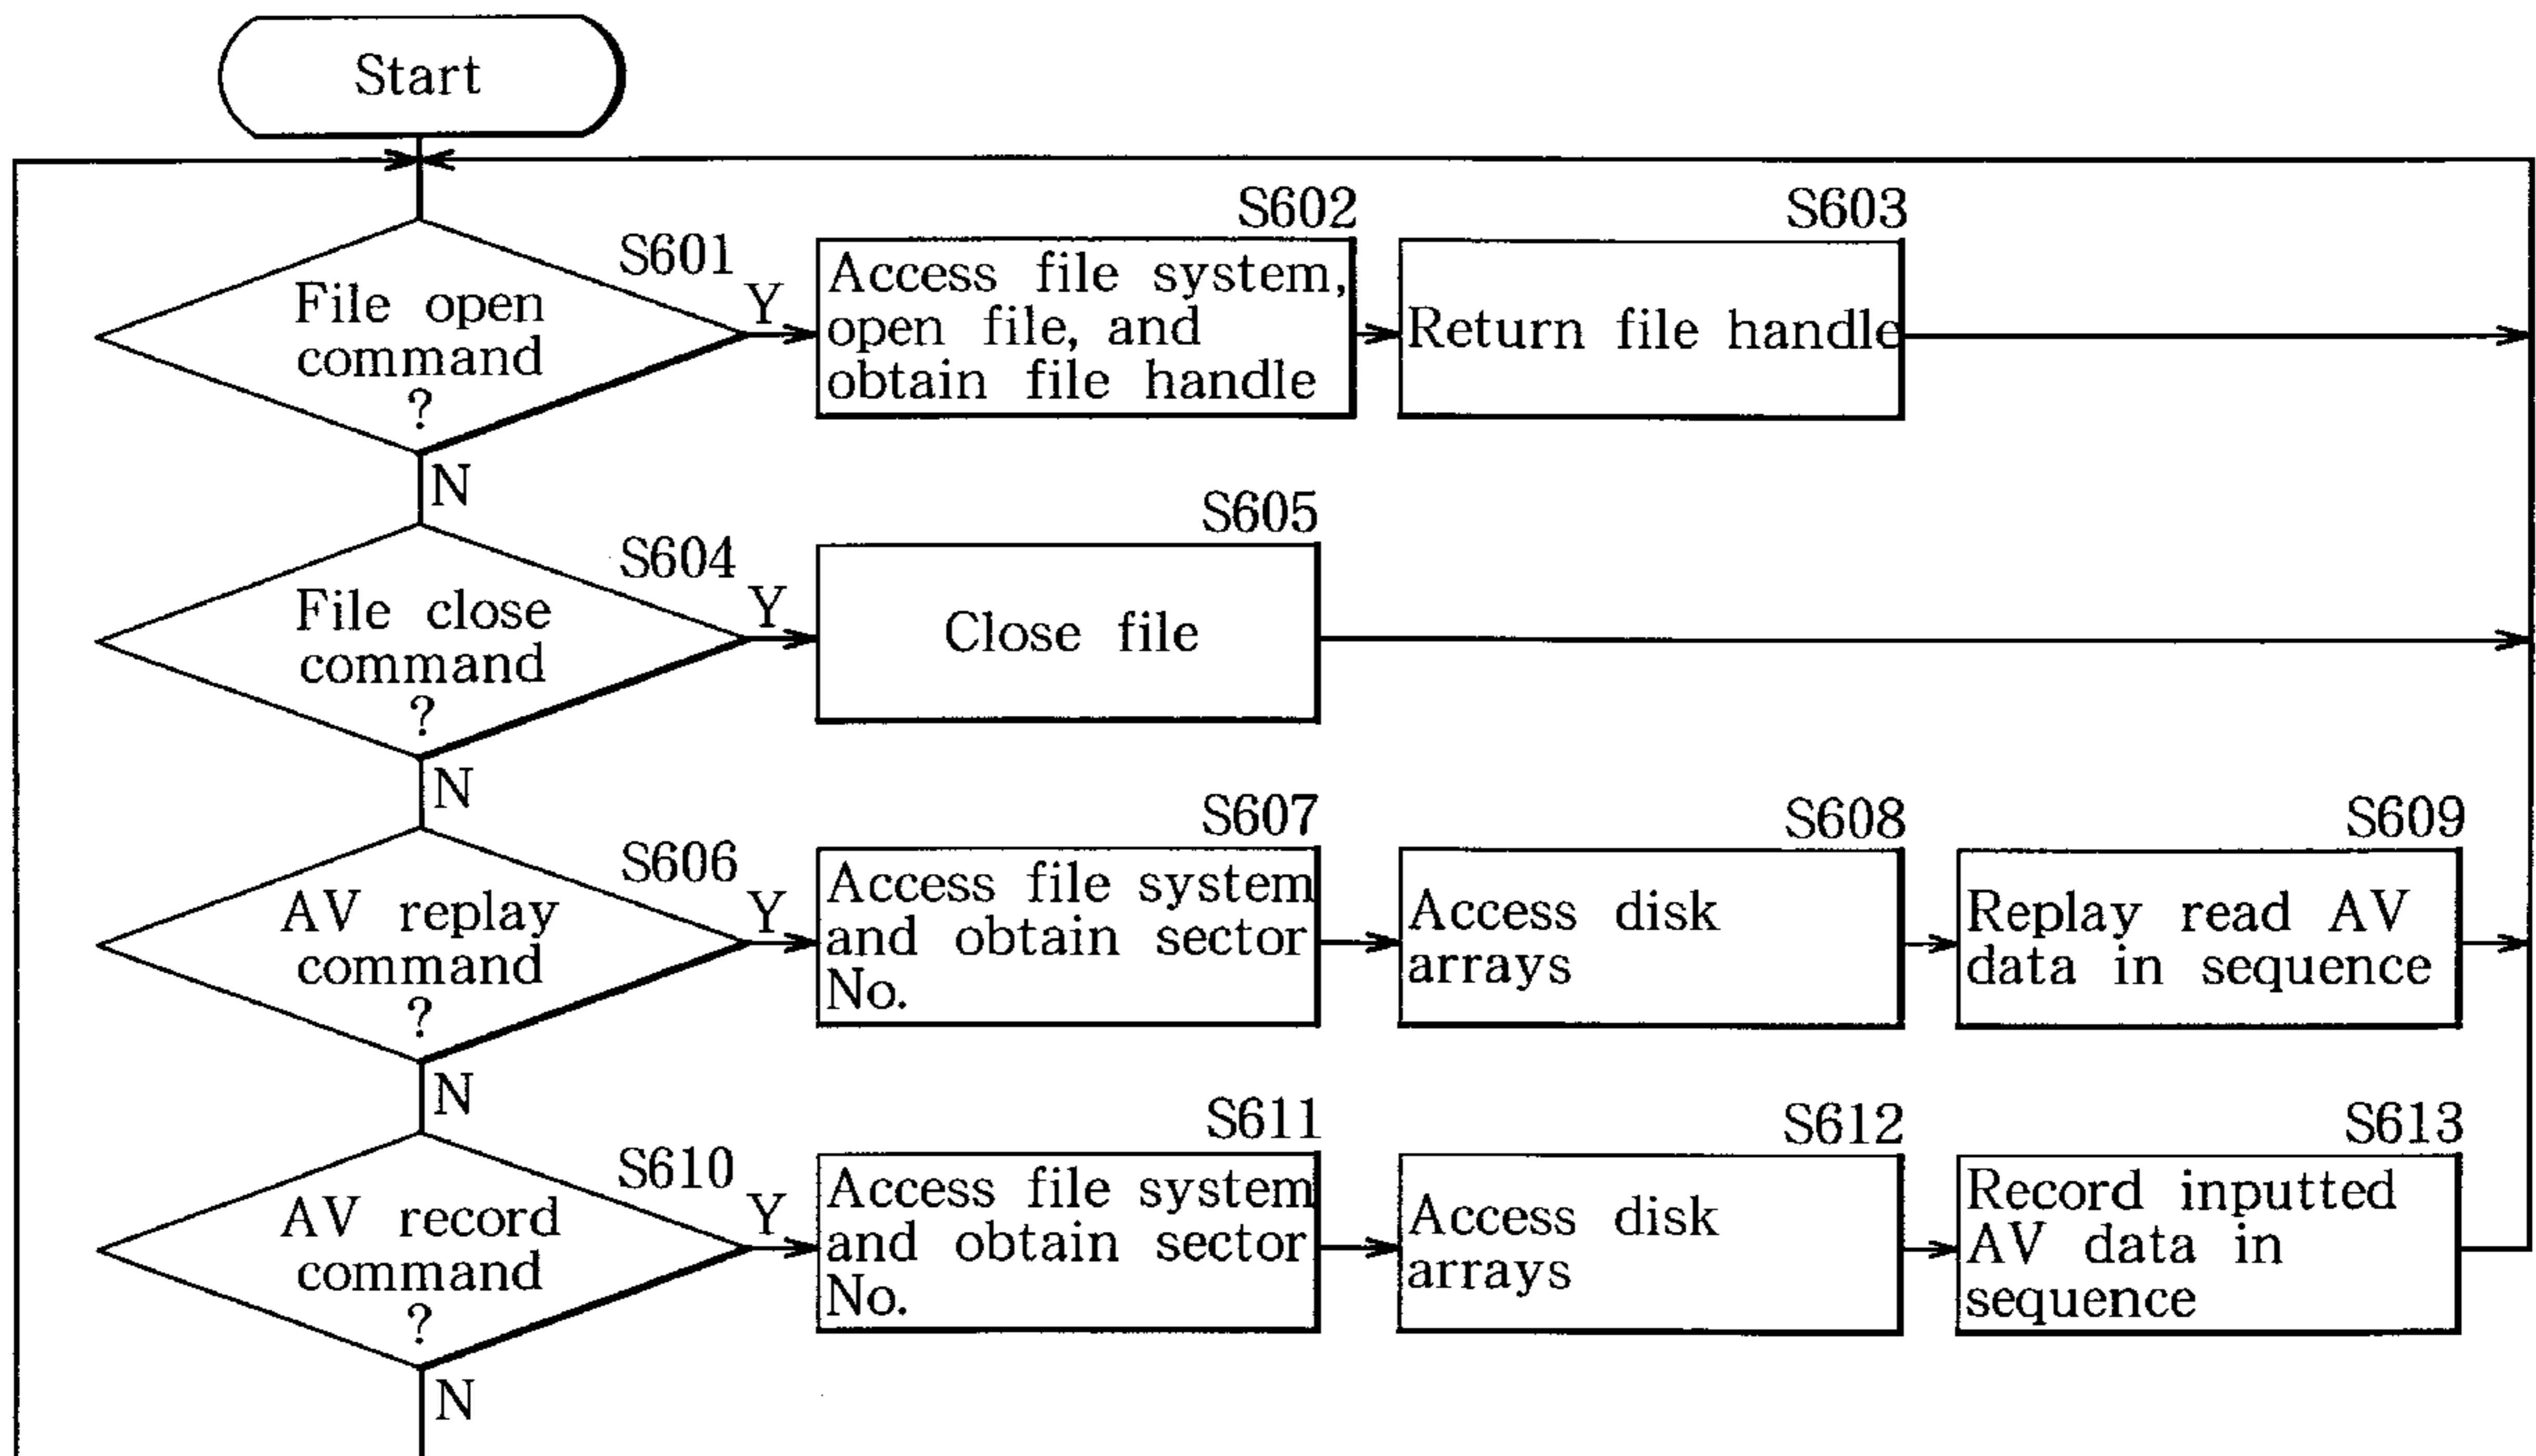 Start
S601
File open
command
?
Y
N
S602
Access file system,
open file, and
obtain file handle
S603
Return file handle
S604
File close
command
?
Y
N
S605
Close file
S606
AV replay
command
?
Y
N
S607
Access file system
and obtain sector
No.
S608
Access disk
arrays
S609
Replay read AV
data in sequence
S610
AV record
command
?
Y
N
S611
Access file system
and obtain sector
No.
S612
Access disk
arrays
S613
Record inputted
AV data in
sequence